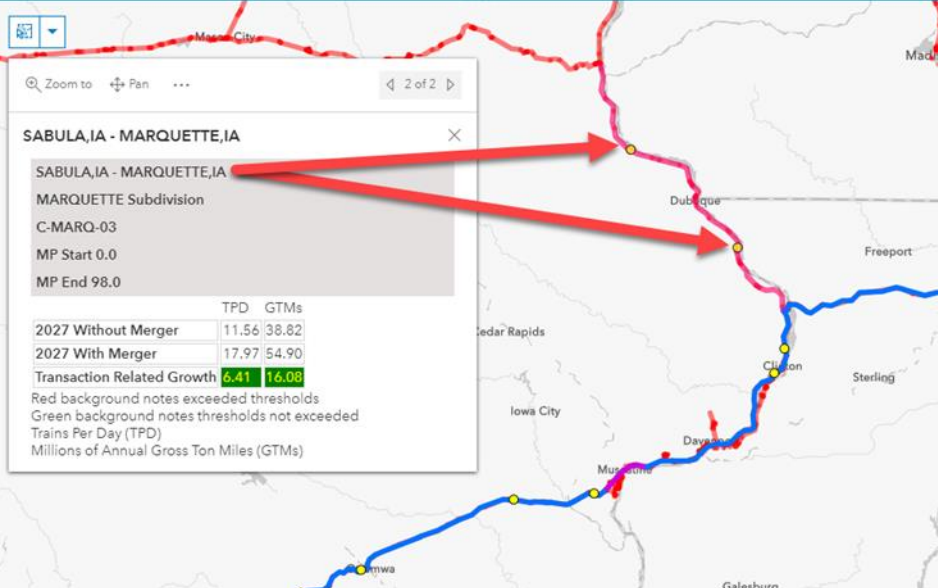 Mason City
Madi
Zoom to Pan ... 2 of 2
SABULA,IA - MARQUETTE,IA
SABULA,IA - MARQUETTE,IA
MARQUETTE Subdivision
C-MARQ-03
MP Start 0.0
MP End 98.0
TPD GTMs
2027 Without Merger 11.56 38.82
2027 With Merger 17.97 54.90
Transaction Related Growth 6.41 16.08
Red background notes exceeded thresholds
Green background notes thresholds not exceeded
Trains Per Day (TPD)
Millions of Annual Gross Ton Miles (GTMs)
Dubuque
Freeport
edar Rapids
Clinton
Sterling
Iowa City
Davenp
Muscatine
mwa
Galesburg